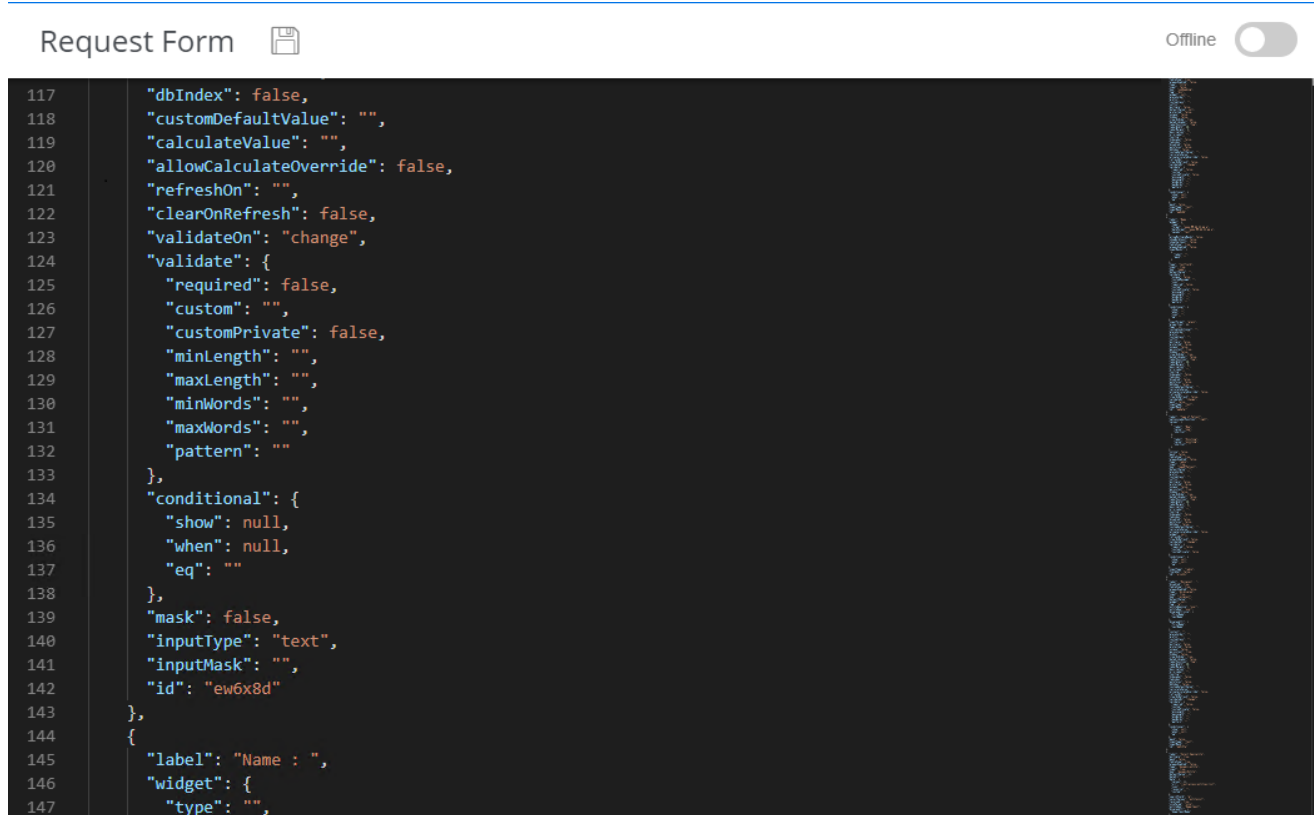 Request Form
Offline
117 "dbIndex": false,
118 "customDefaultValue": "",
119 "calculateValue": "",
120 "allowCalculateOverride": false,
121 "refreshOn": "",
122 "clearOnRefresh": false,
123 "validateOn": "change",
124 "validate": {
125 "required": false,
126 "custom": "",
127 "customPrivate": false,
128 "minLength": "",
129 "maxLength": "",
130 "minWords": "",
131 "maxWords": "",
132 "pattern": ""
133 },
134 "conditional": {
135 "show": null,
136 "when": null,
137 "eq": ""
138 },
139 "mask": false,
140 "inputType": "text",
141 "inputMask": "",
142 "id": "ew6x8d"
143 },
144 {
145 "label": "Name : ",
146 "widget": {
147 "type": "",